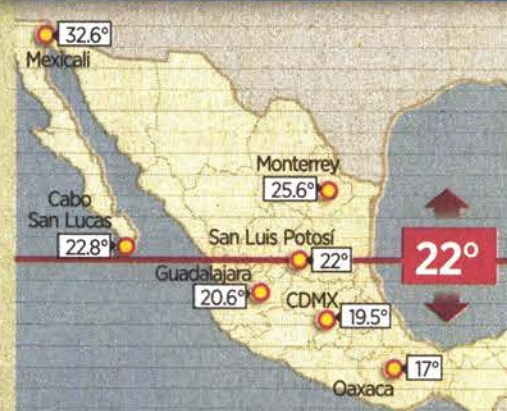 32.6°
Mexicali
Monterrey
25.6°
Cabo
San Lucas
22.8°
San Luis Potosí
22°
22°
Guadalajara
20.6°
CDMX
19.5°
17°
Oaxaca